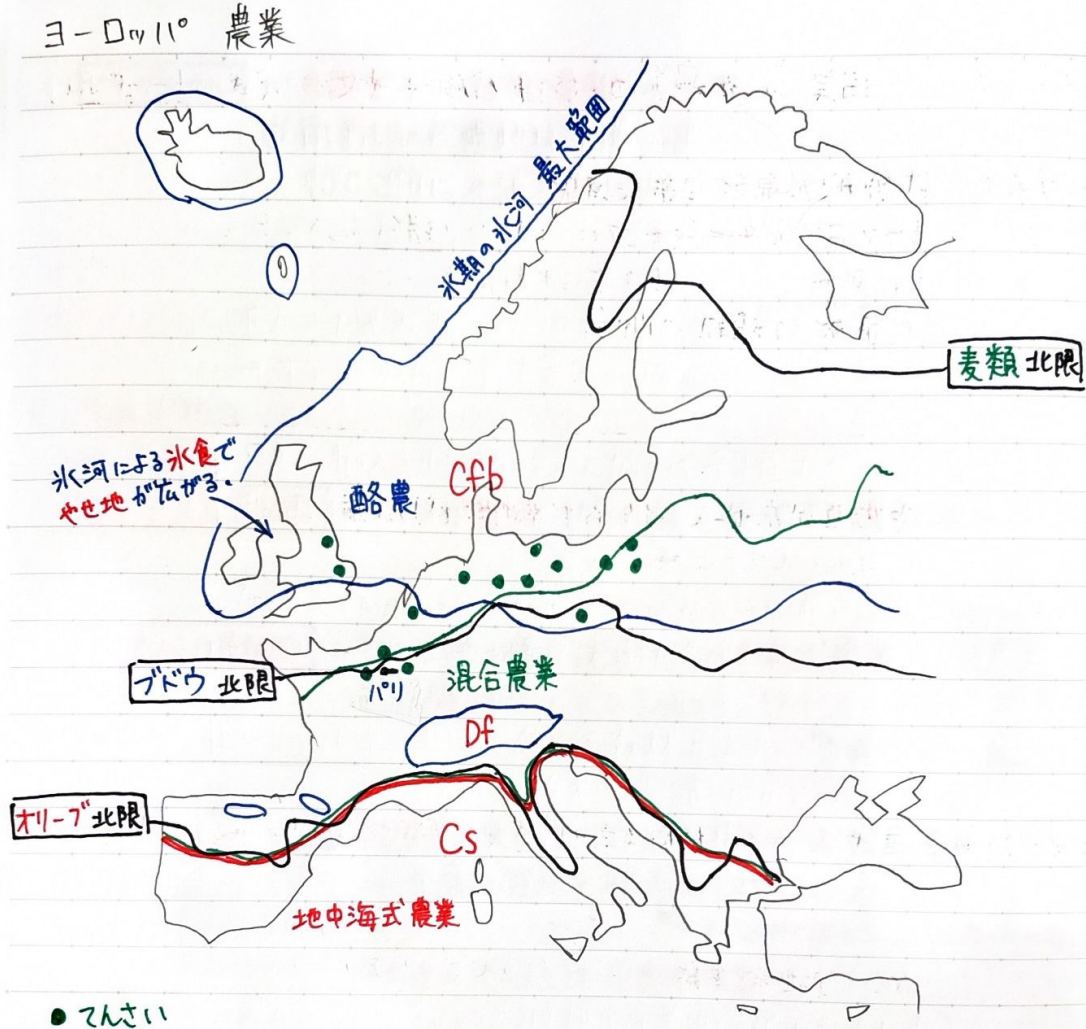 ヨーロッパ 農業
氷期の氷河 最大範囲
麦類北限
氷河による氷食で
やせ地が広がる。
酪農
Cfb
ブドウ北限
パリ
混合農業
Df
オリーブ北限
Cs
地中海式農業
● てんさい